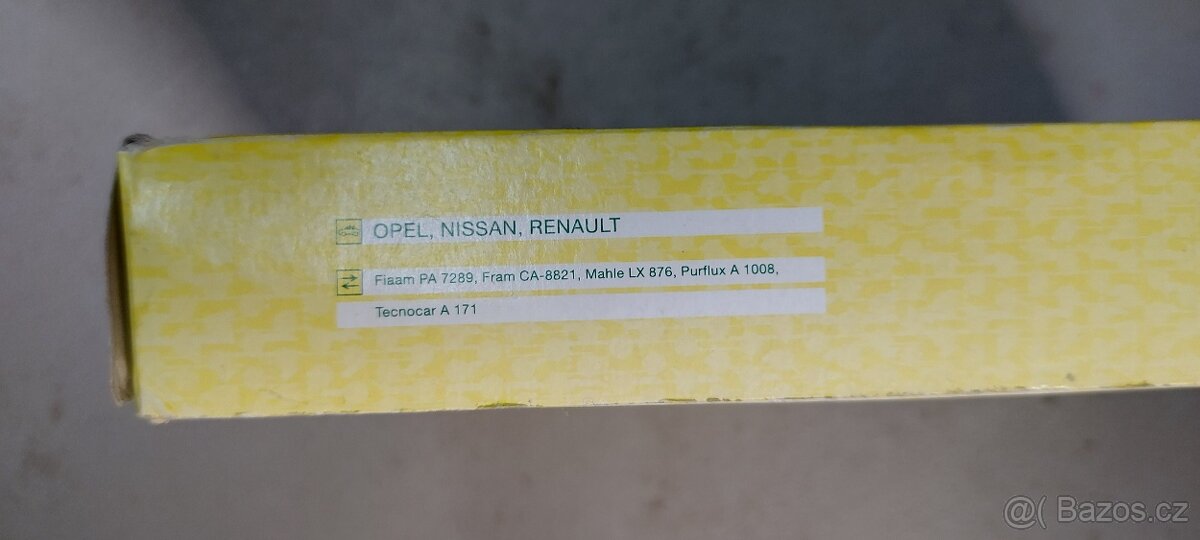 OPEL, NISSAN, RENAULT
Fiaam PA 7289, Fram CA-8821, Mahle LX 876, Purflux A 1008,
Tecnocar A 171
@( Bazos.cz